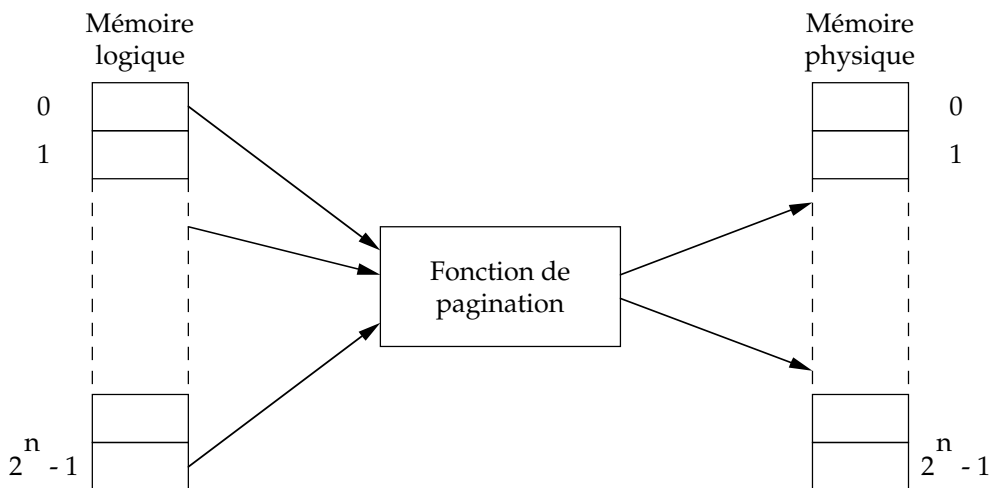 Mémoire
logique
Mémoire
physique
0
0
1
1
Fonction de
pagination
2^n - 1
2^n - 1